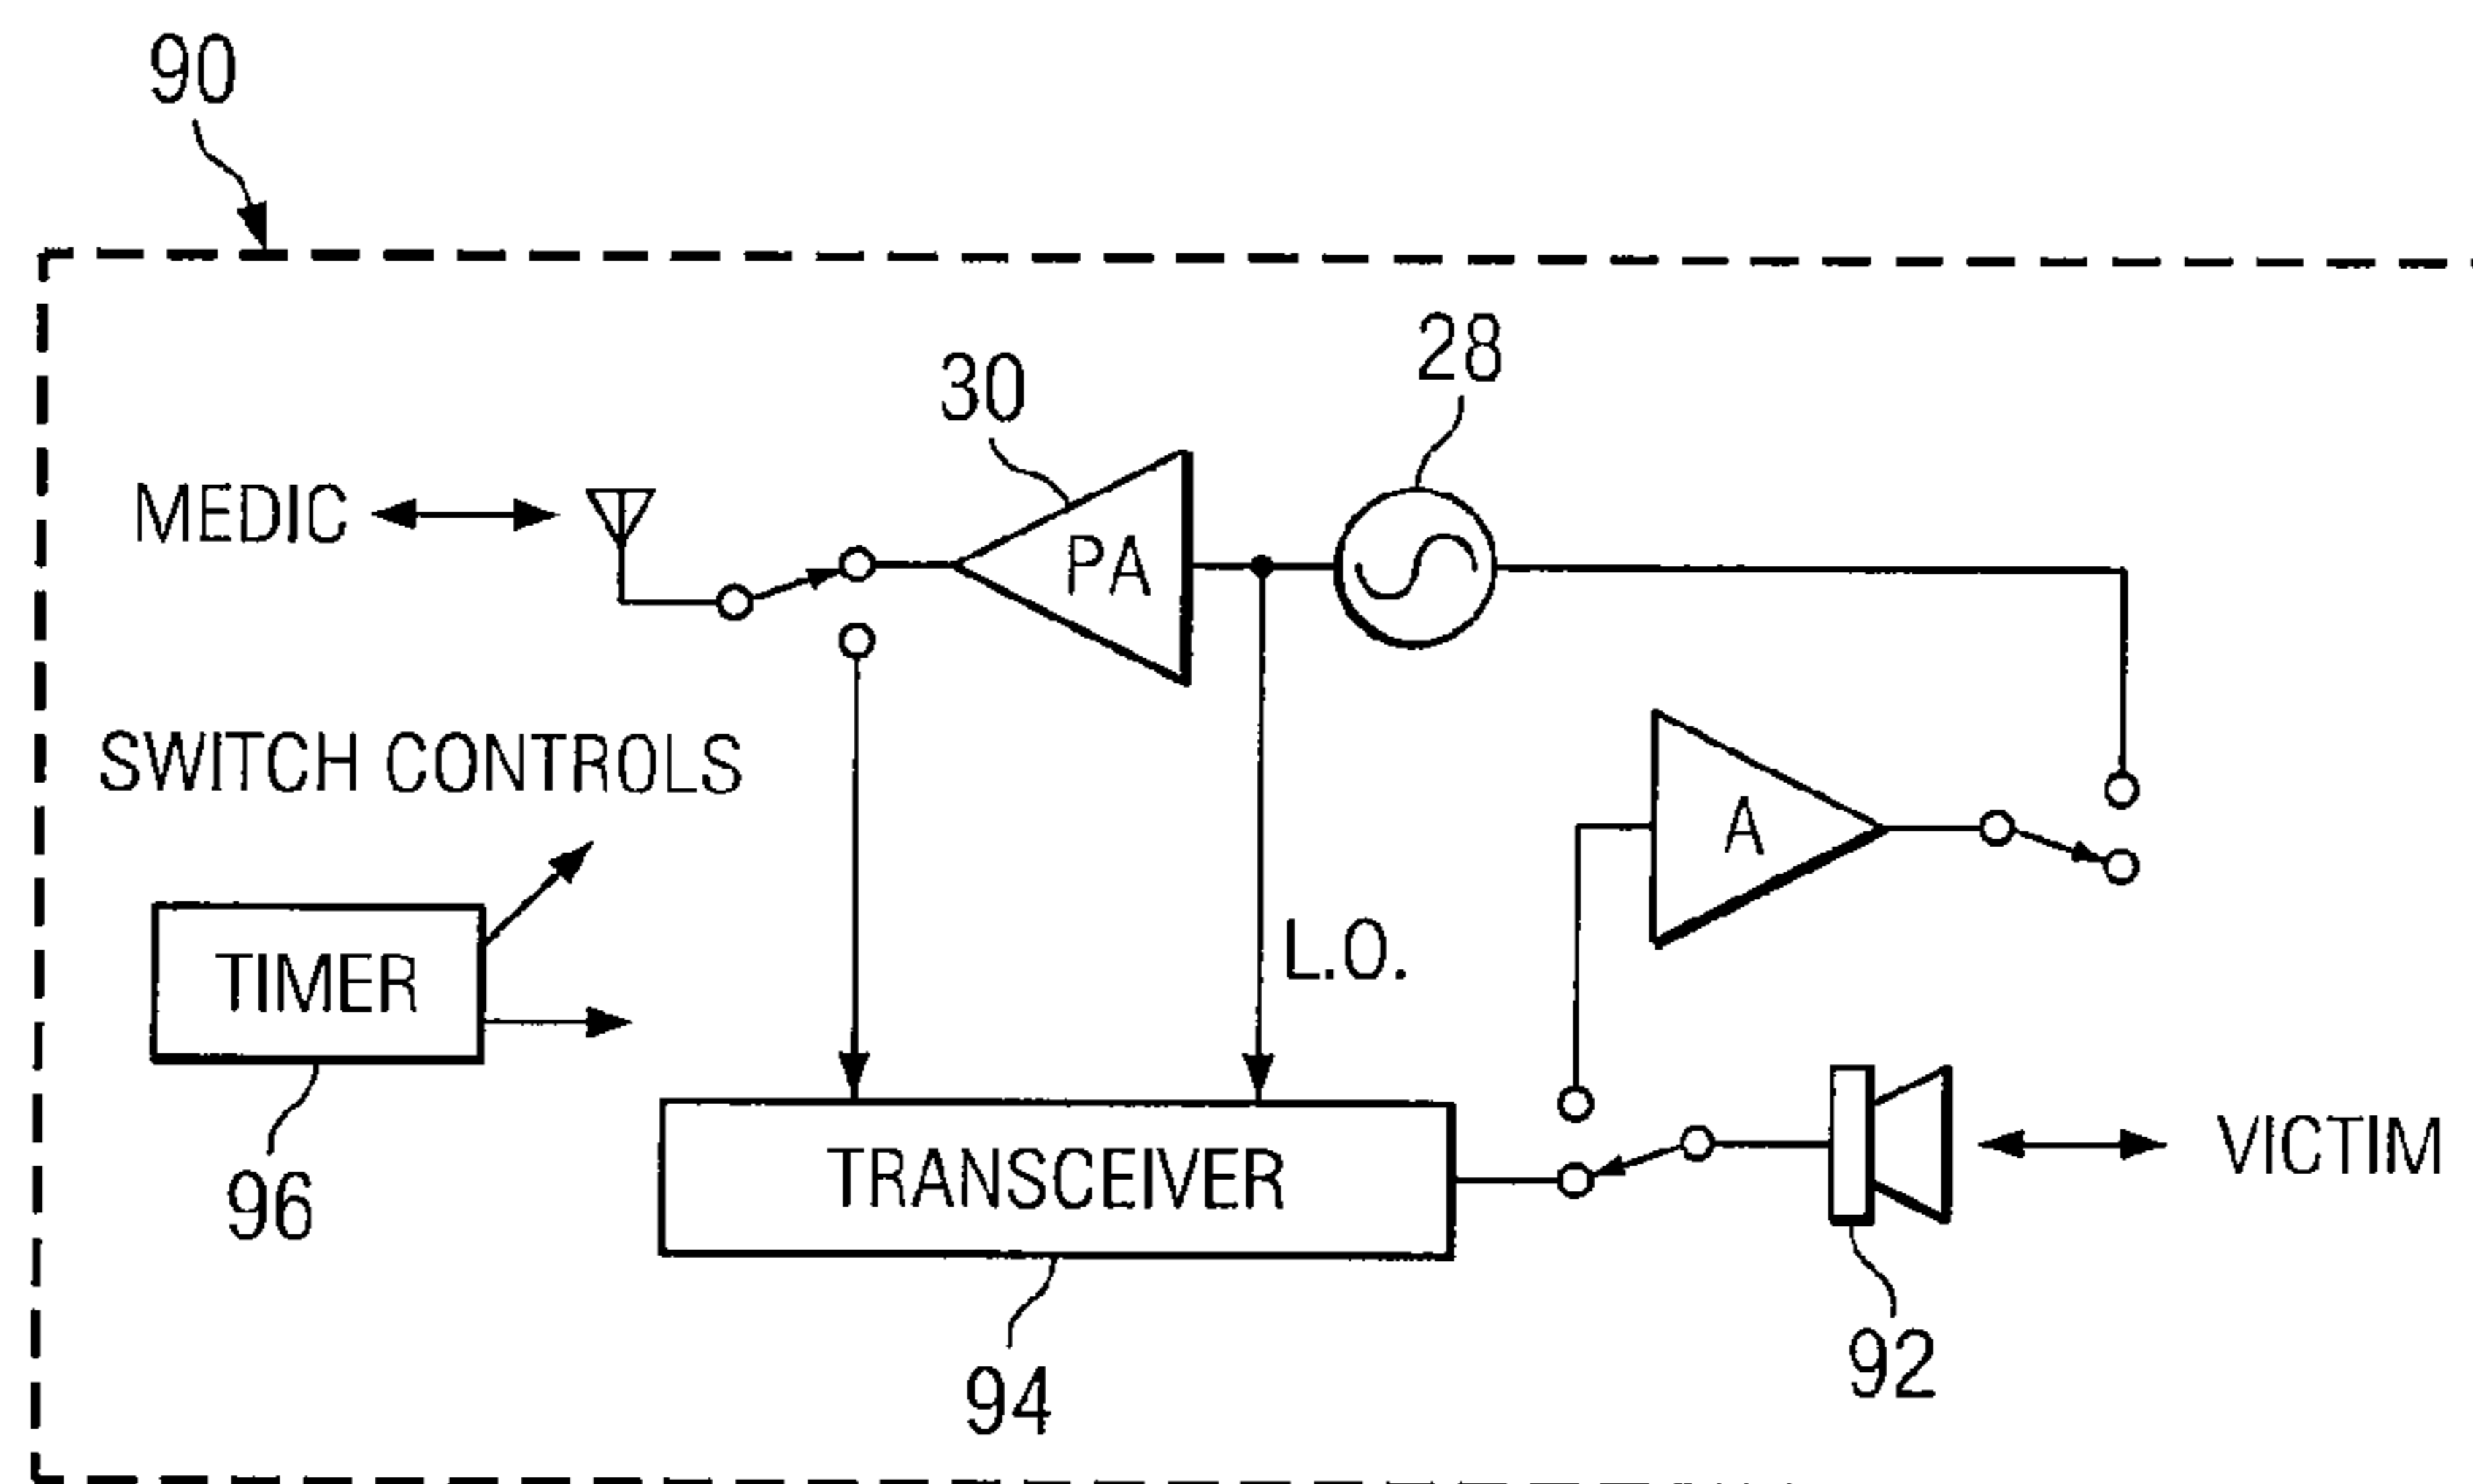 90
28
30
MEDIC
PA
SWITCH CONTROLS
A
L.O.
TIMER
VICTIM
TRANSCEIVER
96
92
94